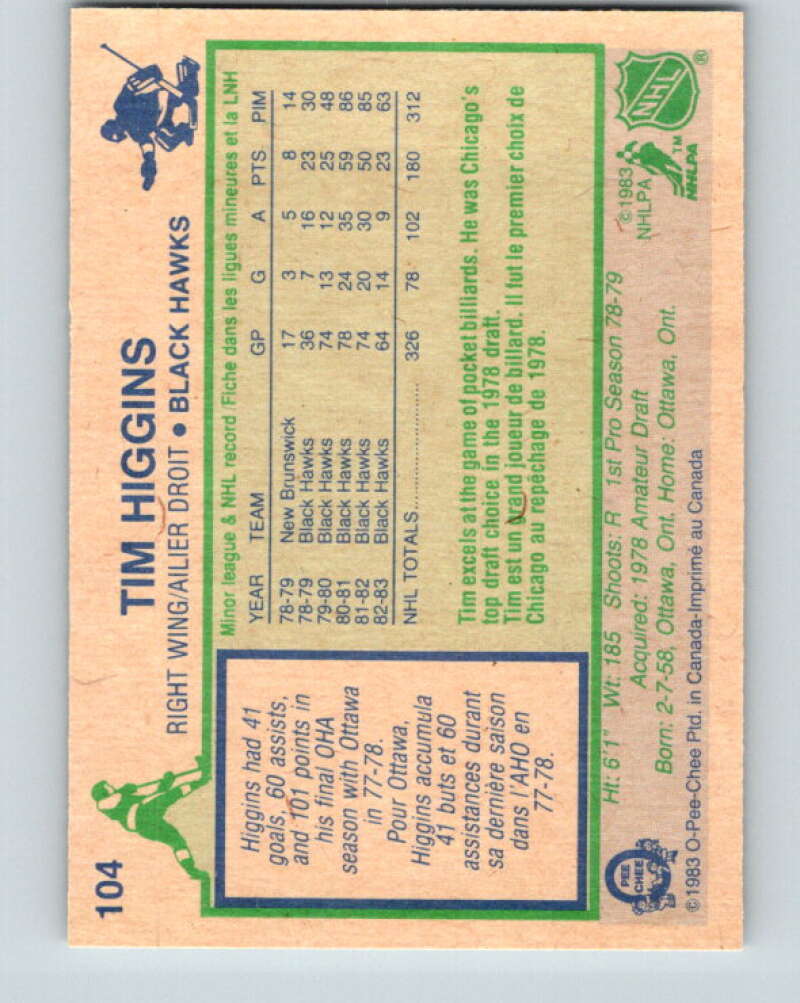 104
TIM HIGGINS
RIGHT WING/AILIER DROIT • BLACK HAWKS
Higgins had 41
goals, 60 assists,
and 101 points in
his final OHA
season with Ottawa
in 77-78.
Pour Ottawa,
Higgins accumula
41 buts et 60
assistances durant
sa dernière saison
dans l'AHO en
77-78.
Minor league & NHL record/Fiche dans les ligues mineures et la LNH
YEAR TEAM GP G A PTS PIM
78-79 New Brunswick 17 3 5 8 14
78-79 Black Hawks 36 7 16 23 30
79-80 Black Hawks 74 13 12 25 48
80-81 Black Hawks 78 24 35 59 86
81-82 Black Hawks 74 20 30 50 85
82-83 Black Hawks 64 14 9 23 63
NHL TOTALS 326 78 102 180 312
Tim excels at the game of pocket billiards. He was Chicago's
top draft choice in the 1978 draft.
Tim est un grand joueur de billard. Il fut le premier choix de
Chicago au repêchage de 1978.
Ht: 6'1" Wt: 185 Shoots: R 1st Pro Season 78-79
Acquired: 1978 Amateur Draft
Born: 2-7-58, Ottawa, Ont. Home: Ottawa, Ont.
©1983 O-Pee-Chee Ptd. in Canada-Imprimé au Canada
O
PEE
CHEE
©1983
NHLPA
NHL ®
NHLPA ™